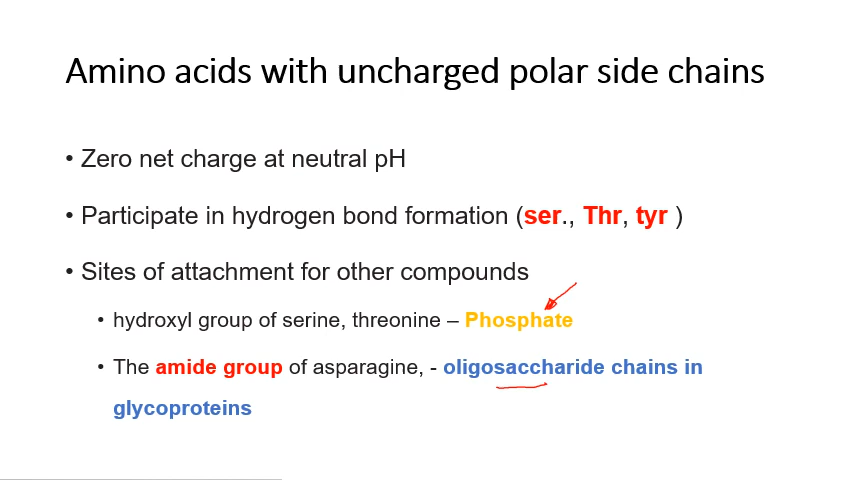 Amino acids with uncharged polar side chains
• Zero net charge at neutral pH
• Participate in hydrogen bond formation (ser., Thr, tyr )
• Sites of attachment for other compounds
• hydroxyl group of serine, threonine – Phosphate
• The amide group of asparagine, - oligosaccharide chains in
glycoproteins